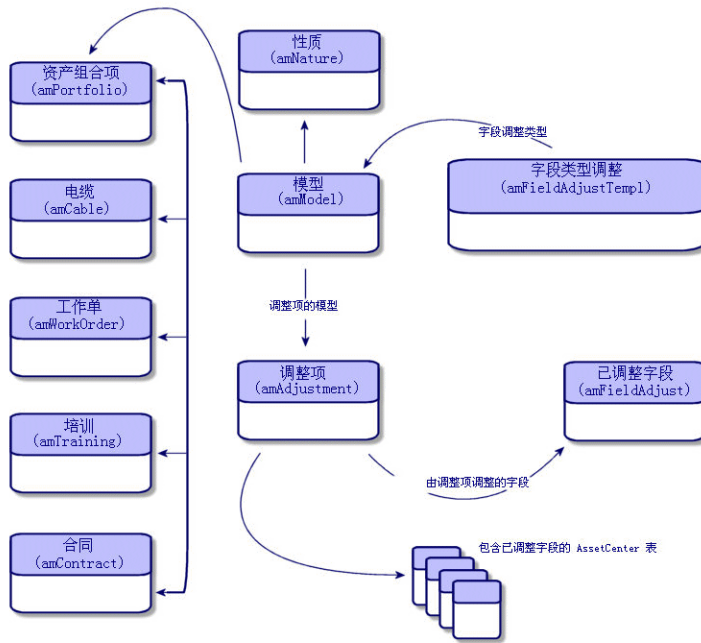 性质
(amNature)
资产组合项
(amPortfolio)
字段调整类型
模型
(amModel)
字段类型调整
(amFieldAdjustTempl)
电缆
(amCable)
工作单
(amWorkOrder)
调整项的模型
调整项
(amAdjustment)
已调整字段
(amFieldAdjust)
培训
(amTraining)
由调整项调整的字段
合同
(amContract)
包含已调整字段的 AssetCenter 表